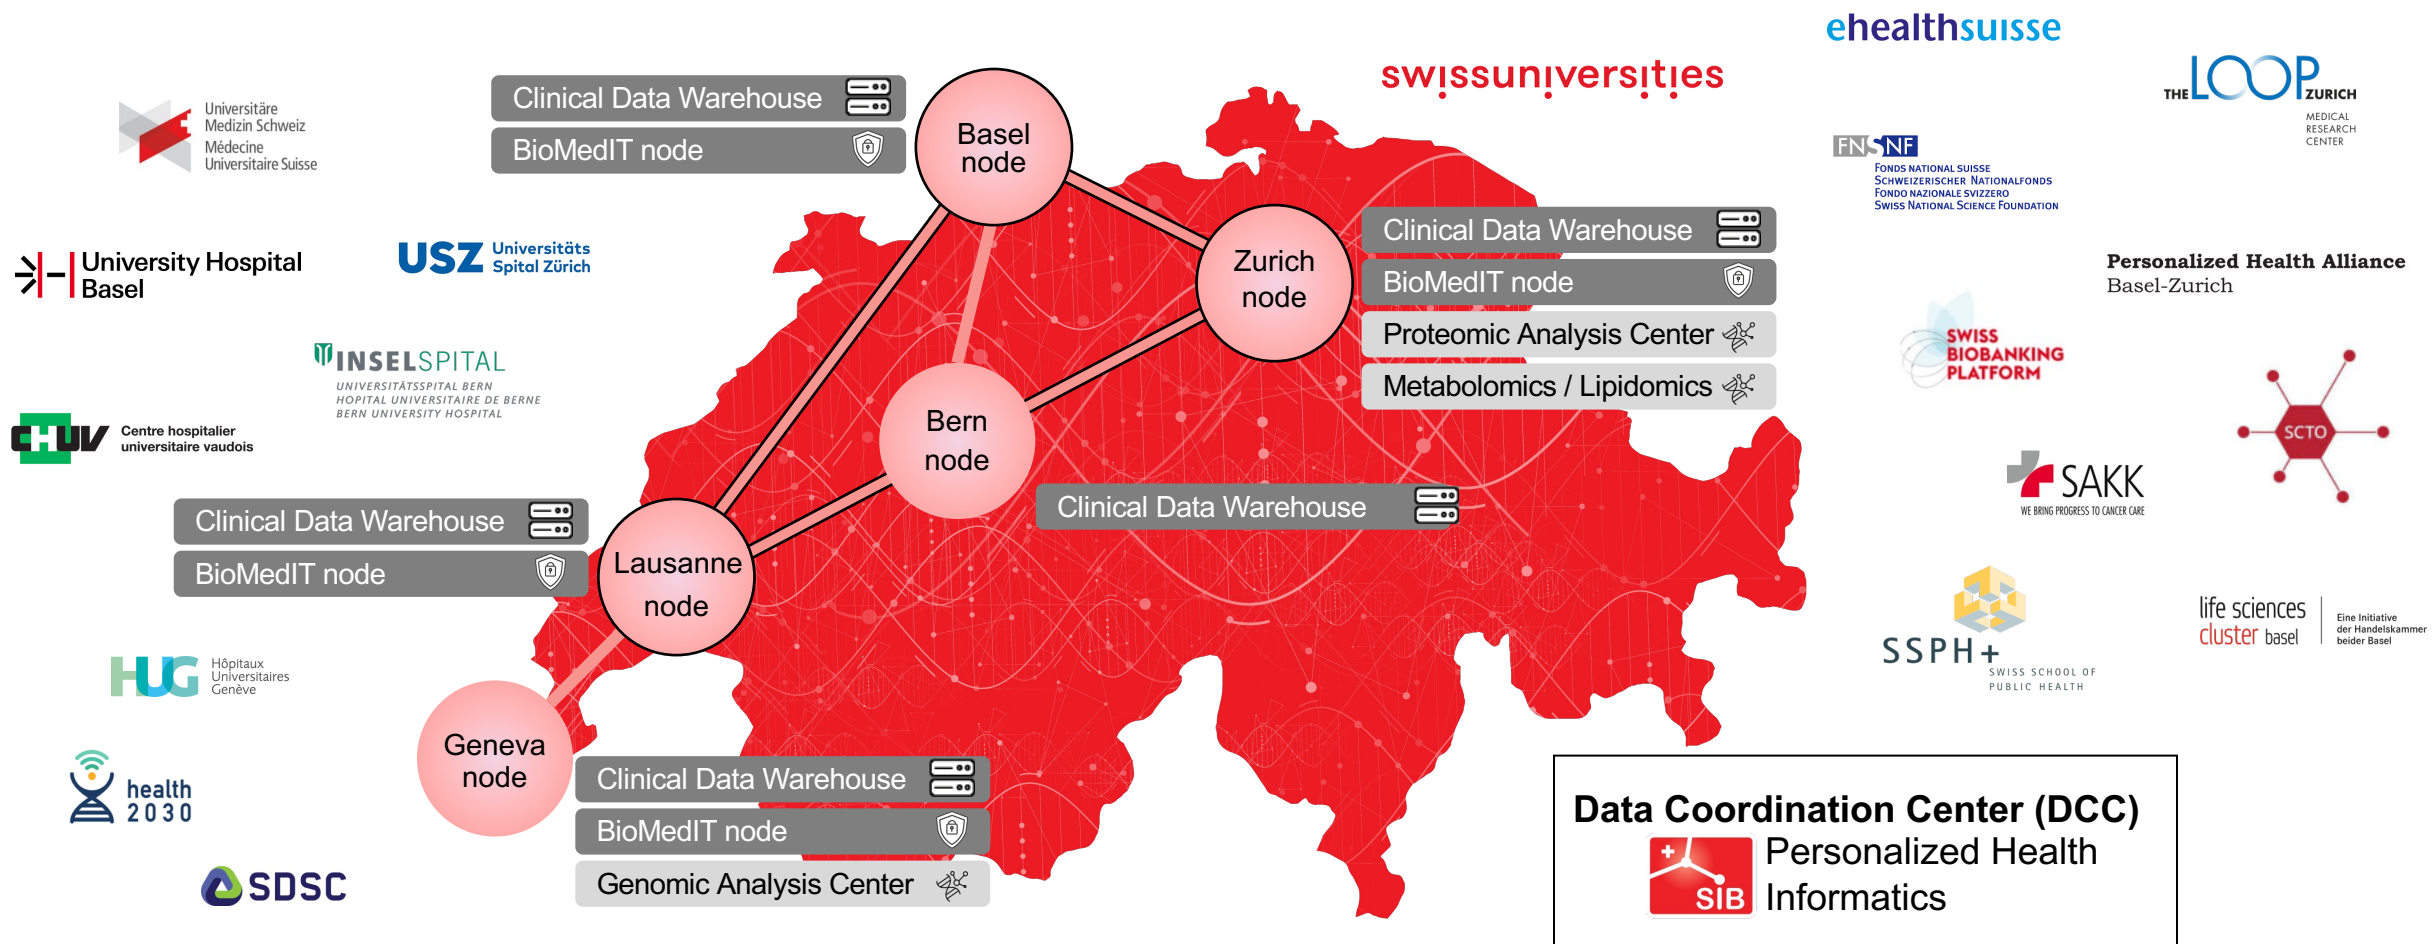 ehealthsuisse
swissuniversities
THE LOOP ZURICH
MEDICAL
RESEARCH
CENTER
Universitäre
Medizin Schweiz
Médecine
Universitaire Suisse
Clinical Data Warehouse
BioMedIT node
Basel
node
FNSNF
FONDS NATIONAL SUISSE
SCHWEIZERISCHER NATIONALFONDS
FONDO NAZIONALE SVIZZERO
SWISS NATIONAL SCIENCE FOUNDATION
University Hospital
Basel
USZ Universitäts
Spital Zürich
Zurich
node
Clinical Data Warehouse
BioMedIT node
Proteomic Analysis Center
Metabolomics / Lipidomics
Personalized Health Alliance
Basel-Zurich
SWISS
BIOBANKING
PLATFORM
INSELSPITAL
UNIVERSITÄTSSPITAL BERN
HOPITAL UNIVERSITAIRE DE BERNE
BERN UNIVERSITY HOSPITAL
Bern
node
Clinical Data Warehouse
SCTO
CHUV
Centre hospitalier
universitaire vaudois
SAKK
WE BRING PROGRESS TO CANCER CARE
Clinical Data Warehouse
BioMedIT node
Lausanne
node
SSPH+
SWISS SCHOOL OF
PUBLIC HEALTH
life sciences
cluster basel
Eine Initiative
der Handelskammer
beider Basel
HUG
Hôpitaux
Universitaires
Genève
Geneva
node
Clinical Data Warehouse
BioMedIT node
Genomic Analysis Center
health
2030
SDSC
Data Coordination Center (DCC)
SIB
Personalized Health
Informatics